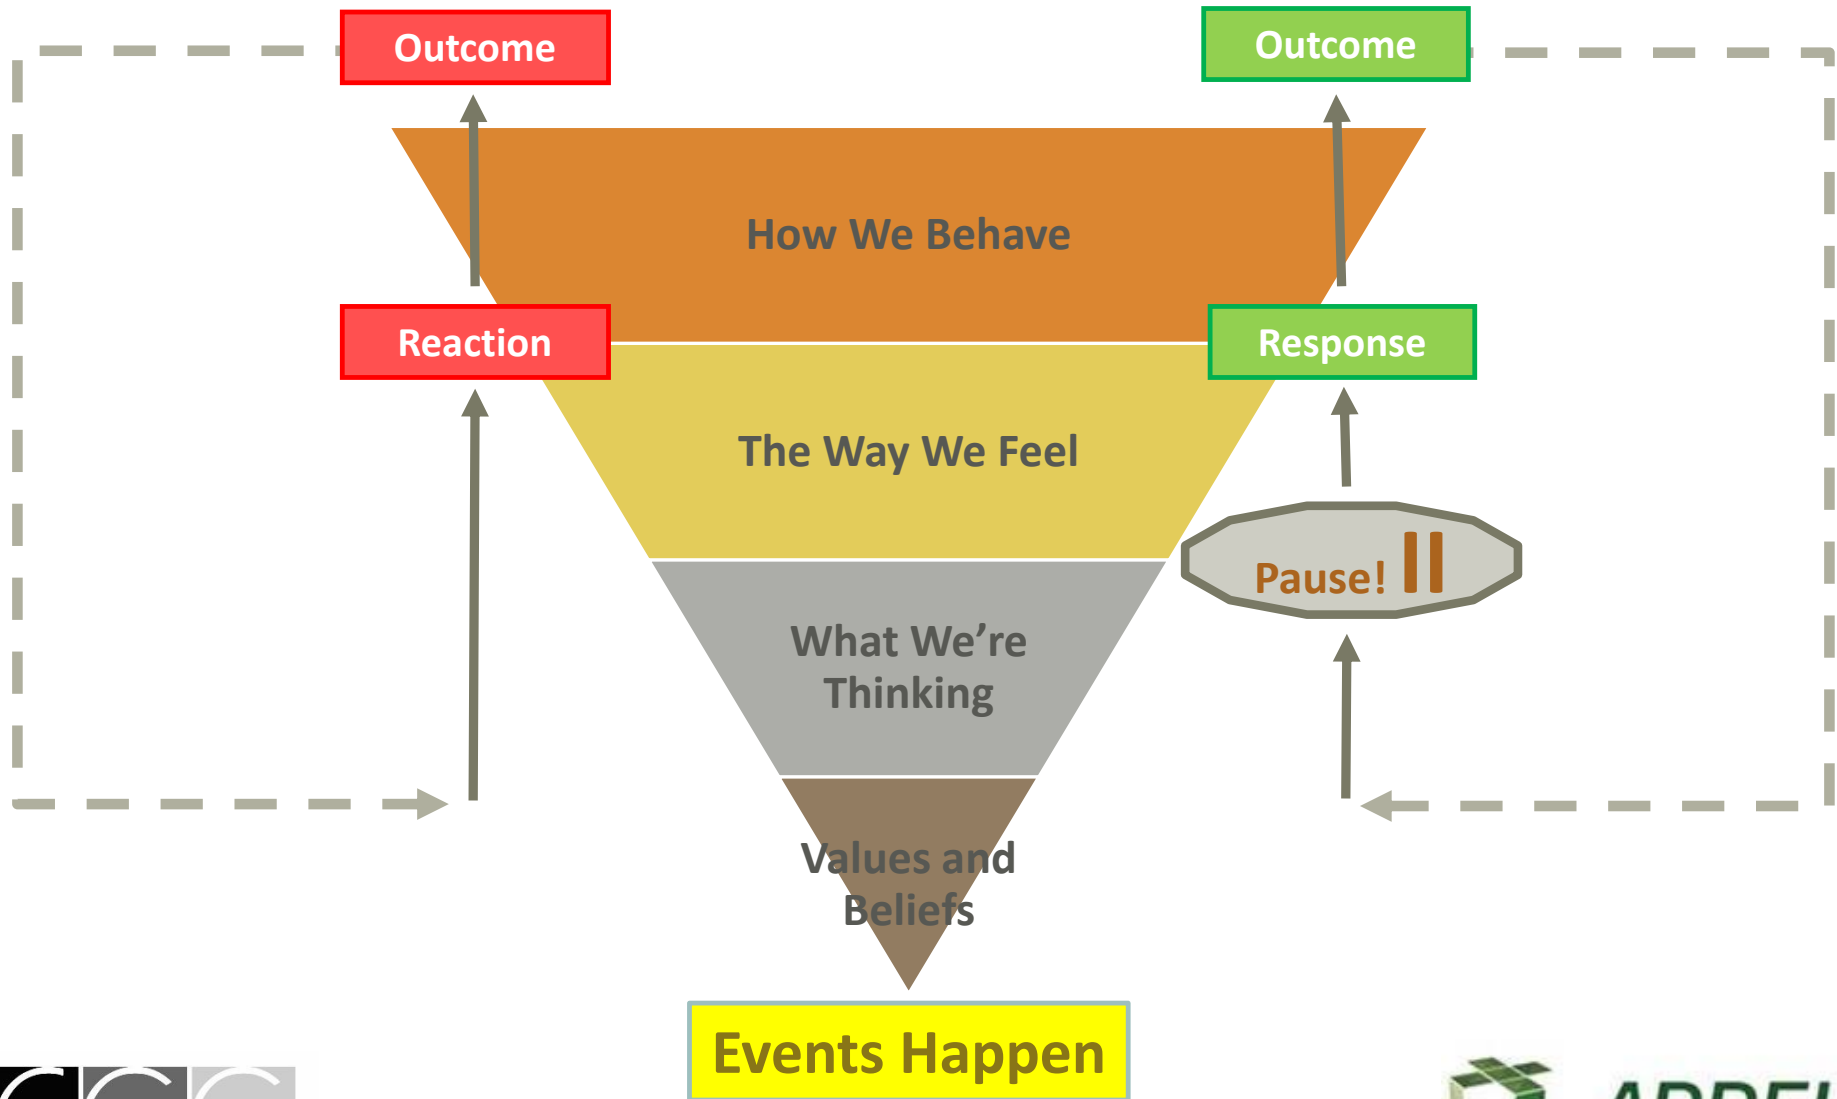 Outcome
Outcome
How We Behave
Reaction
Response
The Way We Feel
Pause!
What We’re
Thinking
Values and
Beliefs
Events Happen